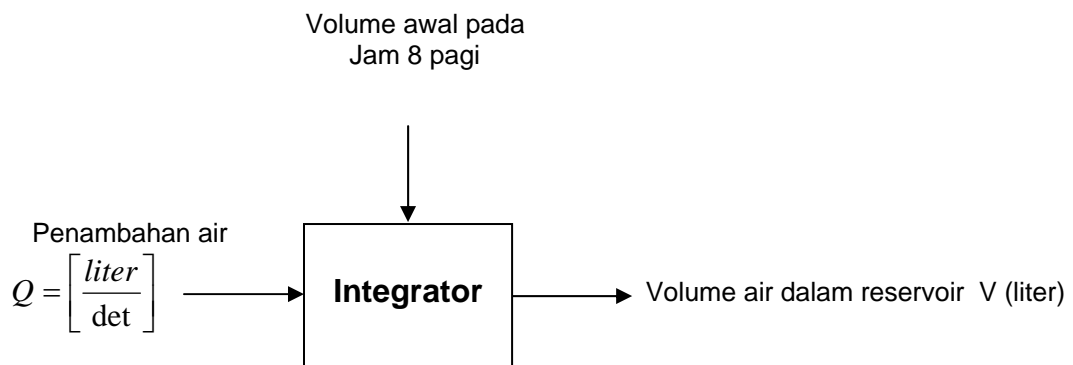 Volume awal pada
Jam 8 pagi
Penambahan air
Q = [liter/det]
Integrator
Volume air dalam reservoir V (liter)